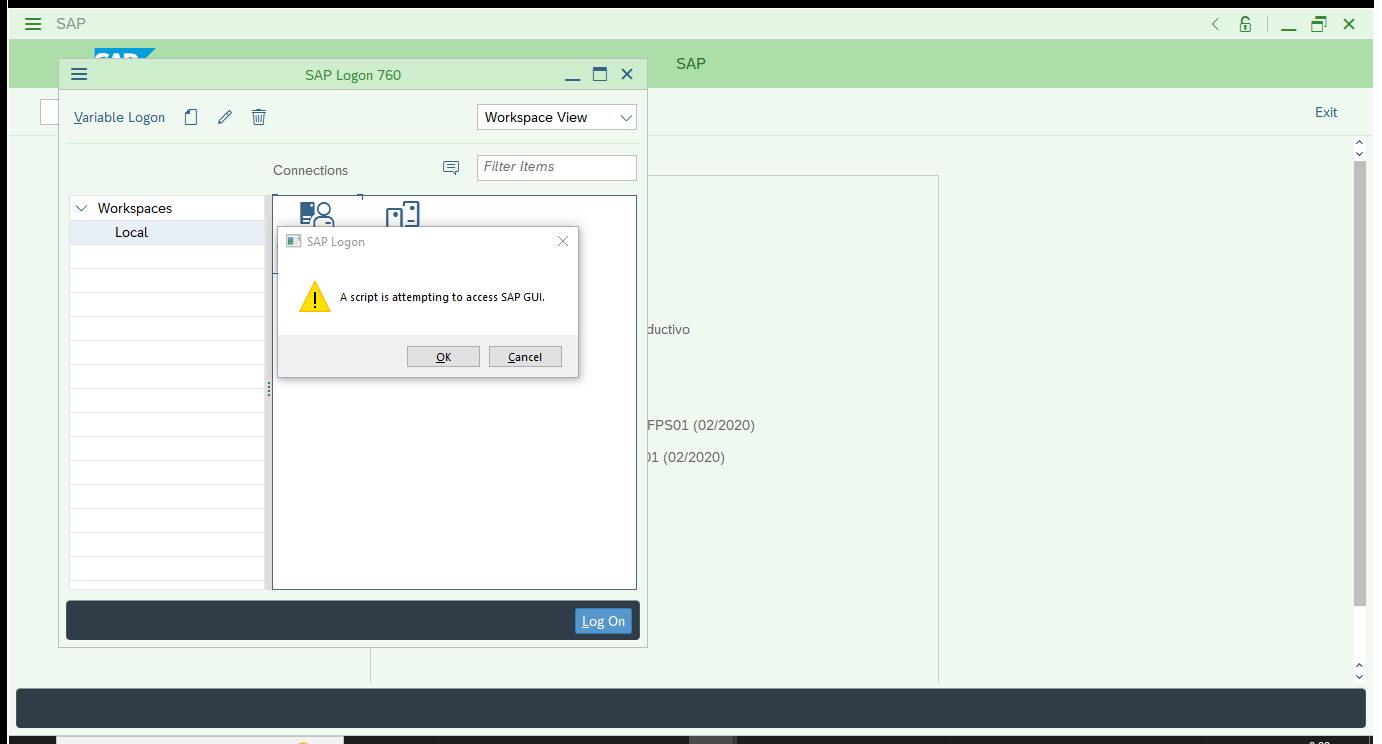 SAP
SAP
SAP
SAP Logon 760
Variable Logon
Workspace View
Exit
Connections
Filter Items
Workspaces
Local
SAP Logon
A script is attempting to access SAP GUI.
OK
Cancel
ductivo
FPS01 (02/2020)
01 (02/2020)
Log On